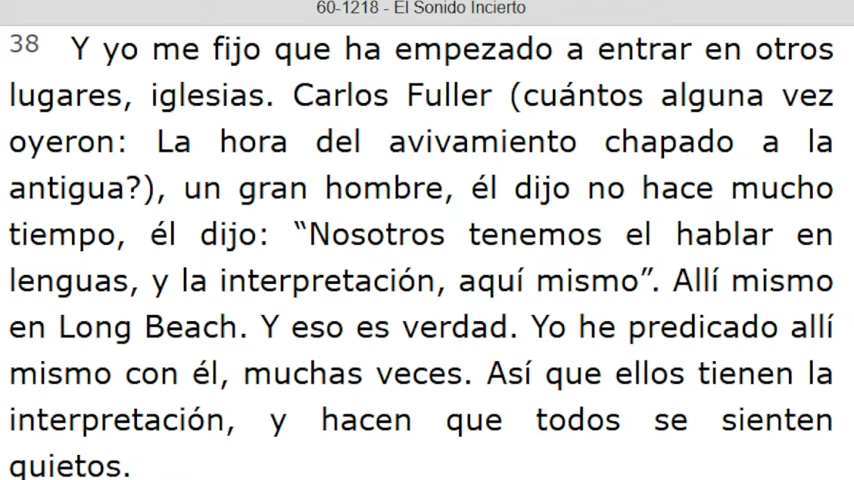 60-1218 - El Sonido Incierto
38 Y yo me fijo que ha empezado a entrar en otros
lugares, iglesias. Carlos Fuller (cuántos alguna vez
oyeron: La hora del avivamiento chapado a la
antigua?), un gran hombre, él dijo no hace mucho
tiempo, él dijo: “Nosotros tenemos el hablar en
lenguas, y la interpretación, aquí mismo”. Allí mismo
en Long Beach. Y eso es verdad. Yo he predicado allí
mismo con él, muchas veces. Así que ellos tienen la
interpretación, y hacen que todos se sienten
quietos.